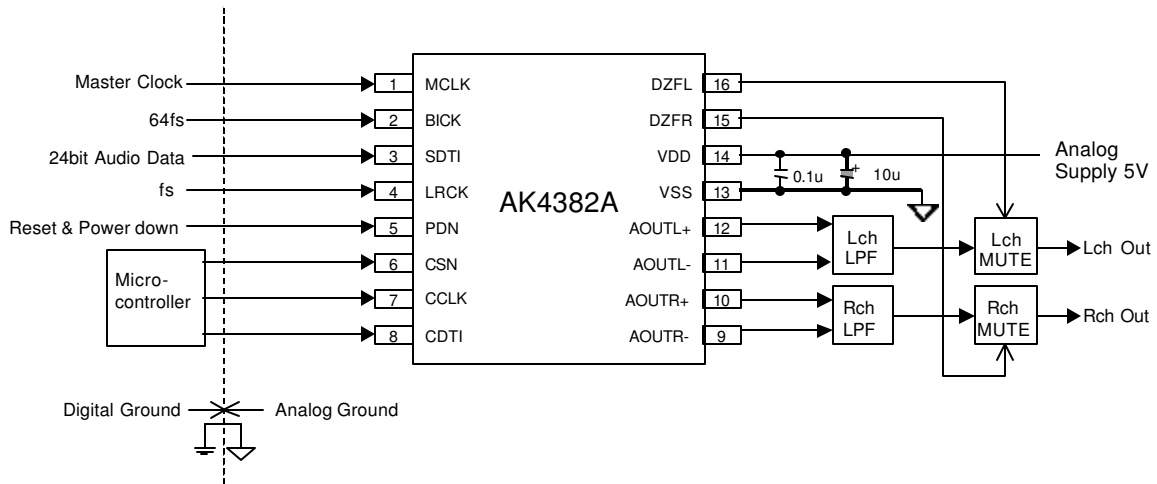 Master Clock
64fs
24bit Audio Data
fs
Reset & Power down
Micro-
controller
1
2
3
4
5
6
7
8
MCLK
BICK
SDTI
LRCK
PDN
CSN
CCLK
CDTI
AK4382A
DZFL
DZFR
VDD
VSS
AOUTL+
AOUTL-
AOUTR+
AOUTR-
16
15
14
13
12
11
10
9
0.1u
+
10u
Analog
Supply 5V
Lch
LPF
Lch
MUTE
Lch Out
Rch
LPF
Rch
MUTE
Rch Out
Digital Ground
Analog Ground